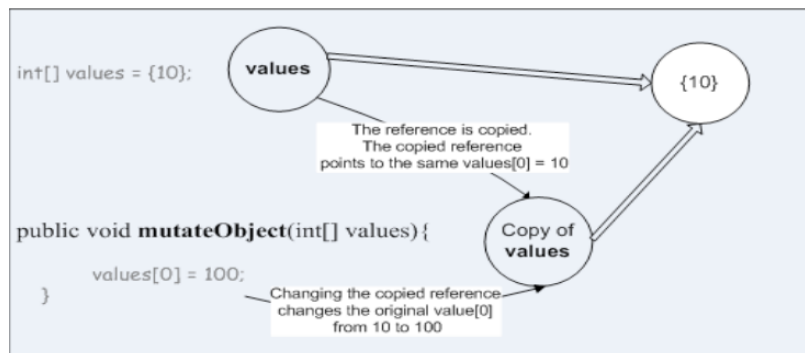 int[] values = {10};
values
{10}
The reference is copied.
The copied reference
points to the same values[0] = 10
public void mutateObject(int[] values){
Copy of
values
values[0] = 100;
}
Changing the copied reference
changes the original value[0]
from 10 to 100